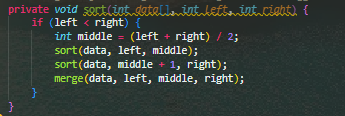 private void sort(int data[], int left, int right) {
if (left < right) {
int middle = (left + right) / 2;
sort(data, left, middle);
sort(data, middle + 1, right);
merge(data, left, middle, right);
}
}